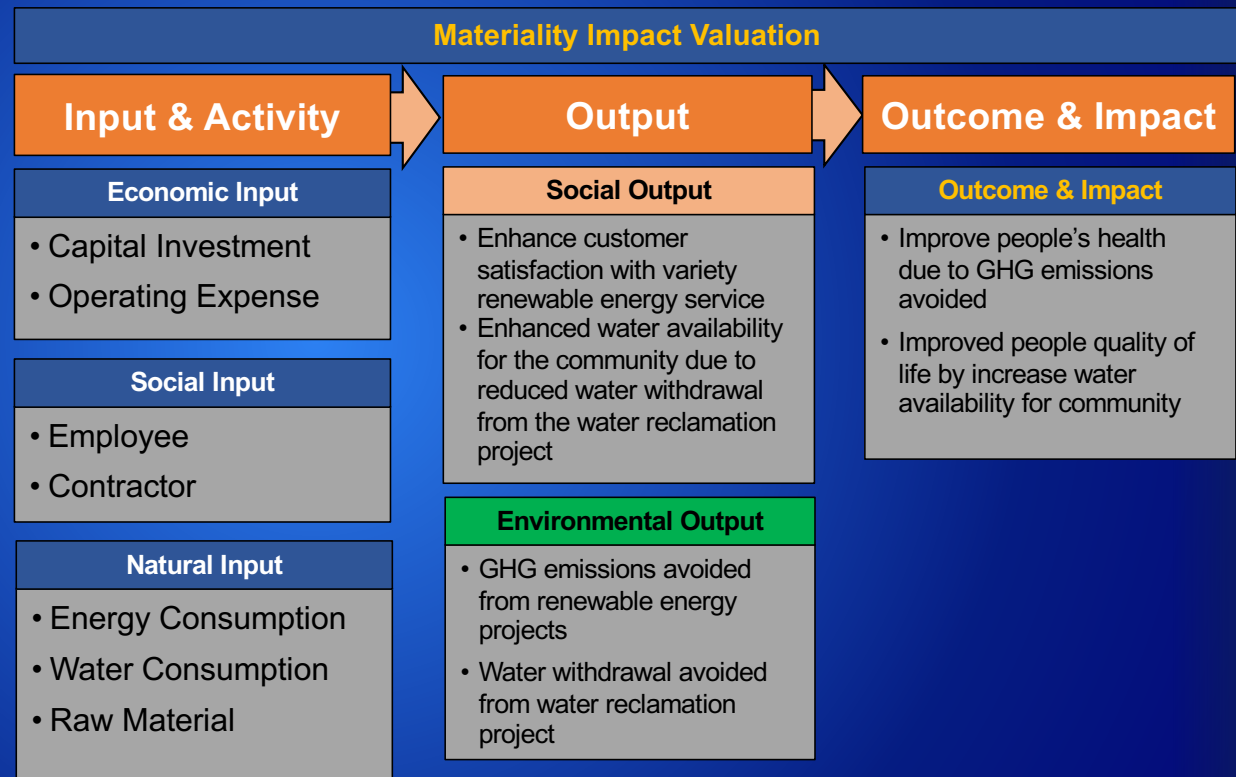 Materiality Impact Valuation
Input & Activity
Output
Outcome & Impact
Economic Input
• Capital Investment
• Operating Expense
Social Input
• Employee
• Contractor
Natural Input
• Energy Consumption
• Water Consumption
• Raw Material
Social Output
• Enhance customer
satisfaction with variety
renewable energy service
• Enhanced water availability
for the community due to
reduced water withdrawal
from the water reclamation
project
Environmental Output
• GHG emissions avoided
from renewable energy
projects
• Water withdrawal avoided
from water reclamation
project
Outcome & Impact
• Improve people’s health
due to GHG emissions
avoided
• Improved people quality of
life by increase water
availability for community